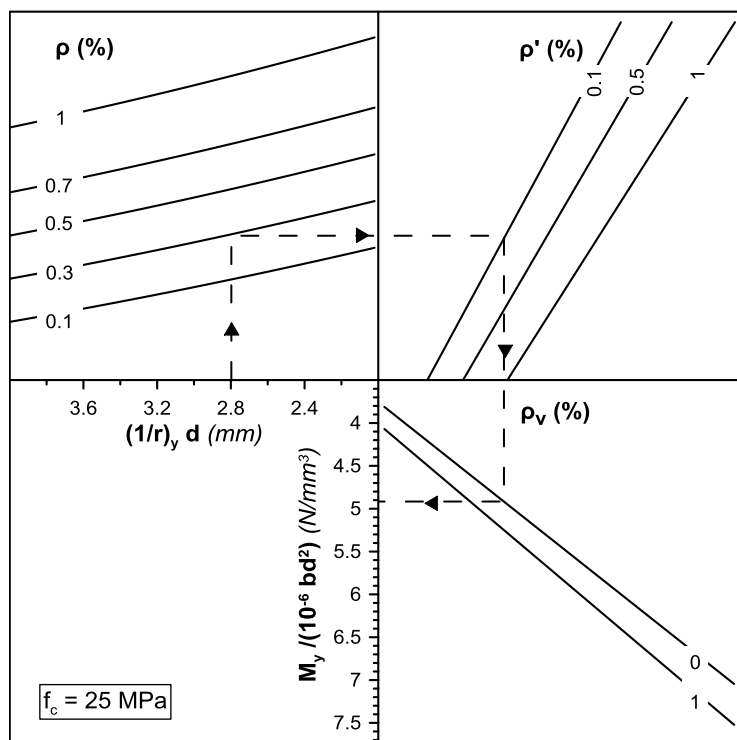 ρ (%)
1
0.7
0.5
0.3
0.1
ρ' (%)
0.1
0.5
1
3.6 3.2 2.8 2.4
(1/r)y d (mm)
ρv (%)
4
4.5
5
5.5
6
6.5
7
7.5
My /(10⁻⁶ bd²) (N/mm³)
0
1
fc = 25 MPa